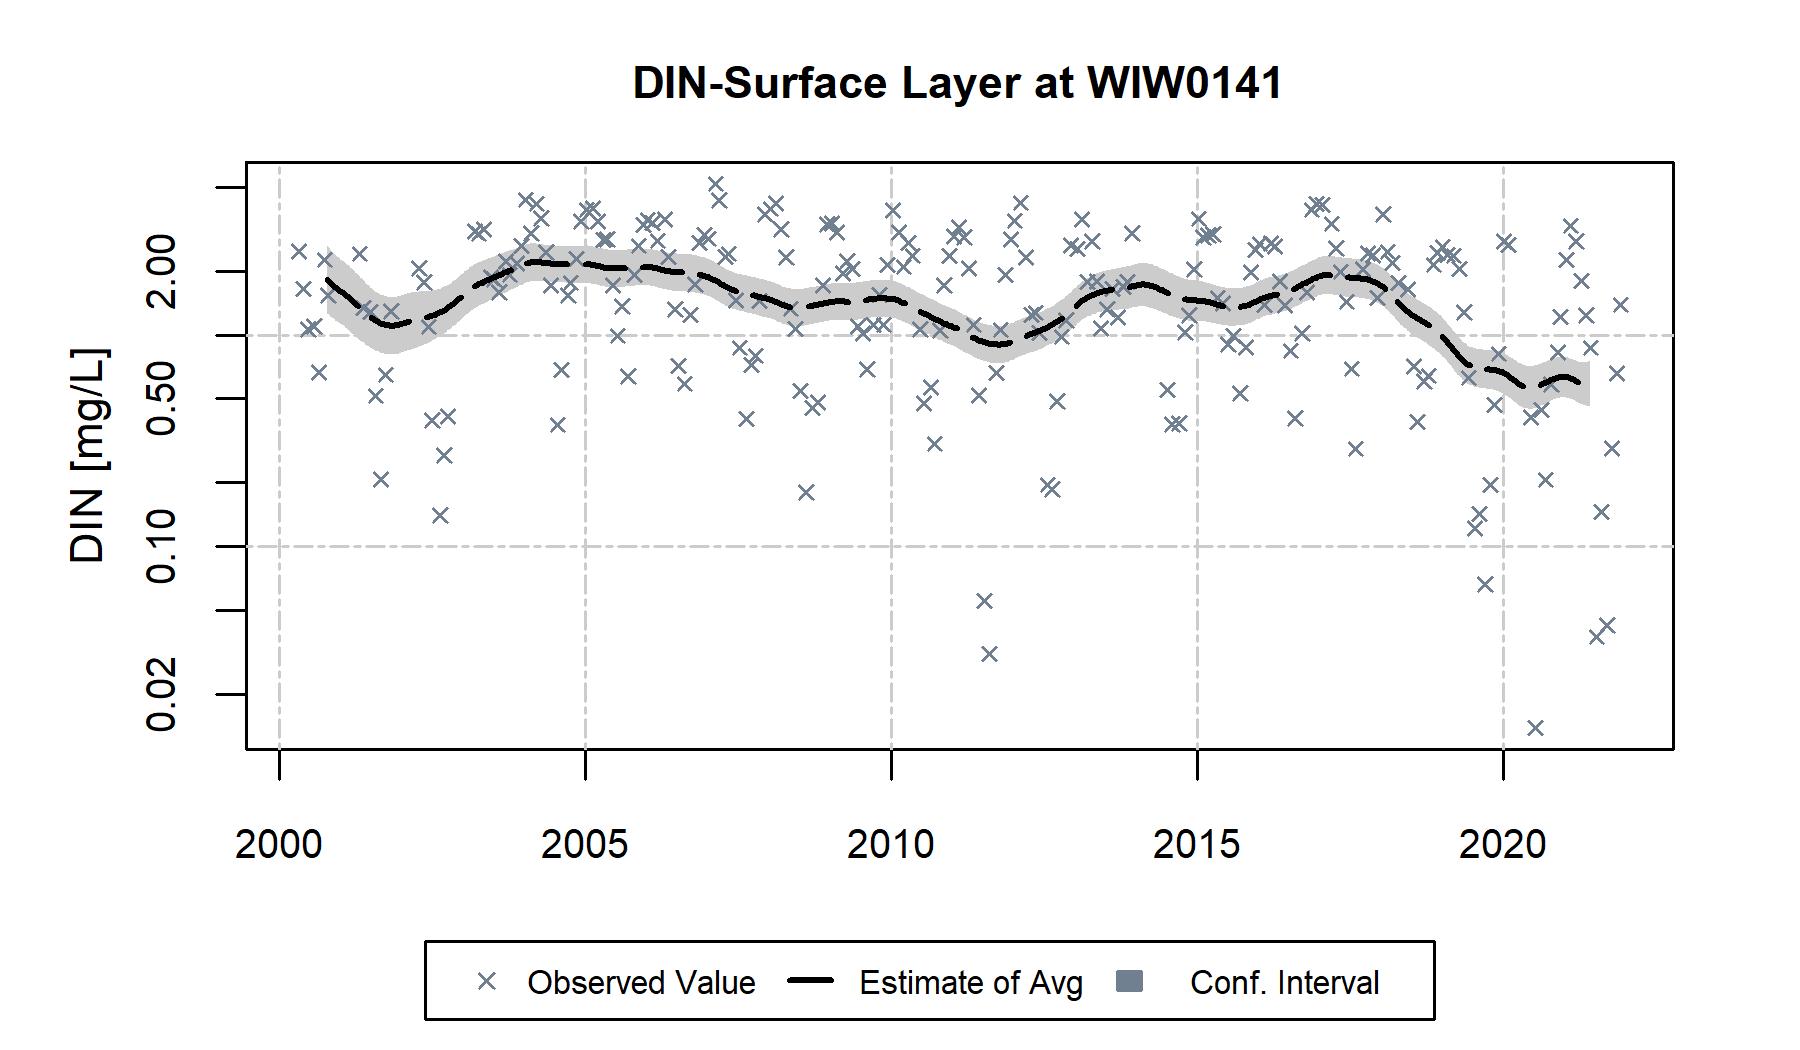 DIN-Surface Layer at WIW0141
DIN [mg/L]
2.00
0.50
0.10
0.02
2000 2005 2010 2015 2020
Observed Value Estimate of Avg Conf. Interval